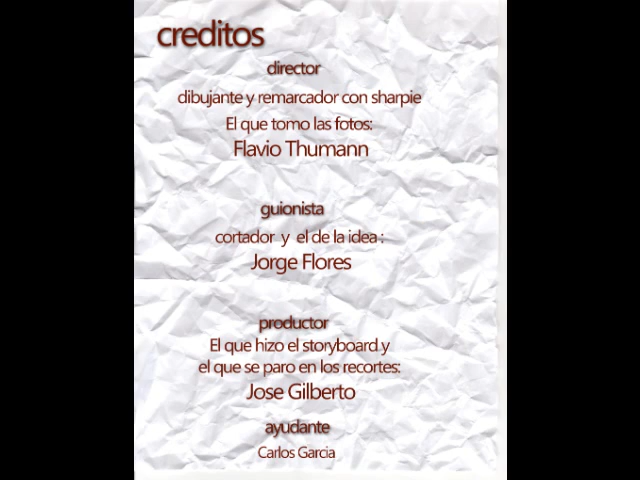 creditos
director
dibujante y remarcador con sharpie
El que tomo las fotos:
Flavio Thumann
guionista
cortador y el de la idea :
Jorge Flores
productor
El que hizo el storyboard y
el que se paro en los recortes:
Jose Gilberto
ayudante
Carlos Garcia